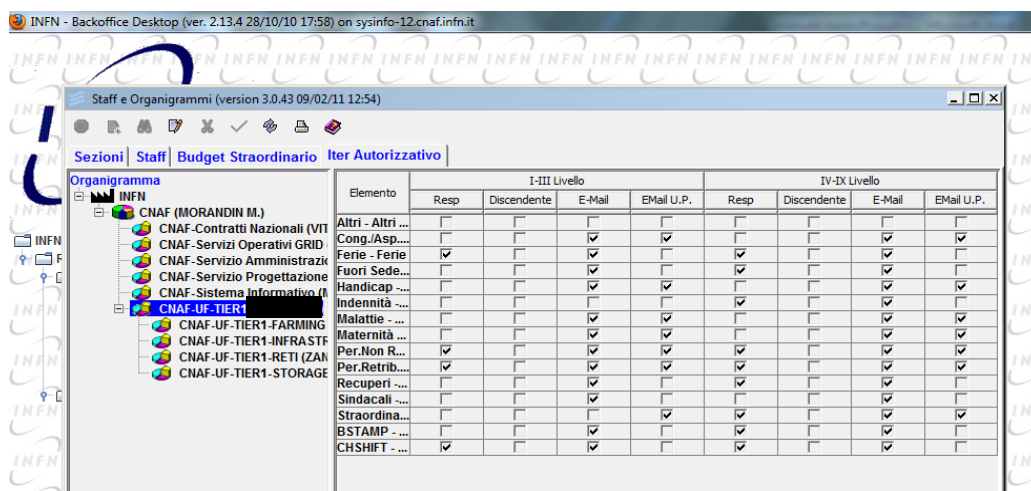 INFN - Backoffice Desktop (ver. 2.13.4 28/10/10 17:58) on sysinfo-12.cnaf.infn.it
Staff e Organigrammi (version 3.0.43 09/02/11 12:54)
Sezioni Staff Budget Straordinario Iter Autorizzativo
Organigramma
INFN
CNAF (MORANDIN M.)
CNAF-Contratti Nazionali (VIT
CNAF-Servizi Operativi GRID
CNAF-Servizio Amministrazio
CNAF-Servizio Progettazione
CNAF-Sistema Informativo (M
CNAF-UF-TIER1
CNAF-UF-TIER1-FARMING
CNAF-UF-TIER1-INFRASTR
CNAF-UF-TIER1-RETI (ZAN
CNAF-UF-TIER1-STORAGE
Elemento I-III Livello IV-IX Livello
Resp Discendente E-Mail EMail U.P. Resp Discendente E-Mail EMail U.P.
Altri - Altri ...
Cong./Asp....
Ferie - Ferie
Fuori Sede...
Handicap -...
Indennità -...
Malattie - ...
Maternità ...
Per.Non R...
Per.Retrib....
Recuperi -...
Sindacali -...
Straordina...
BSTAMP - ...
CHSHIFT - ...
INFN